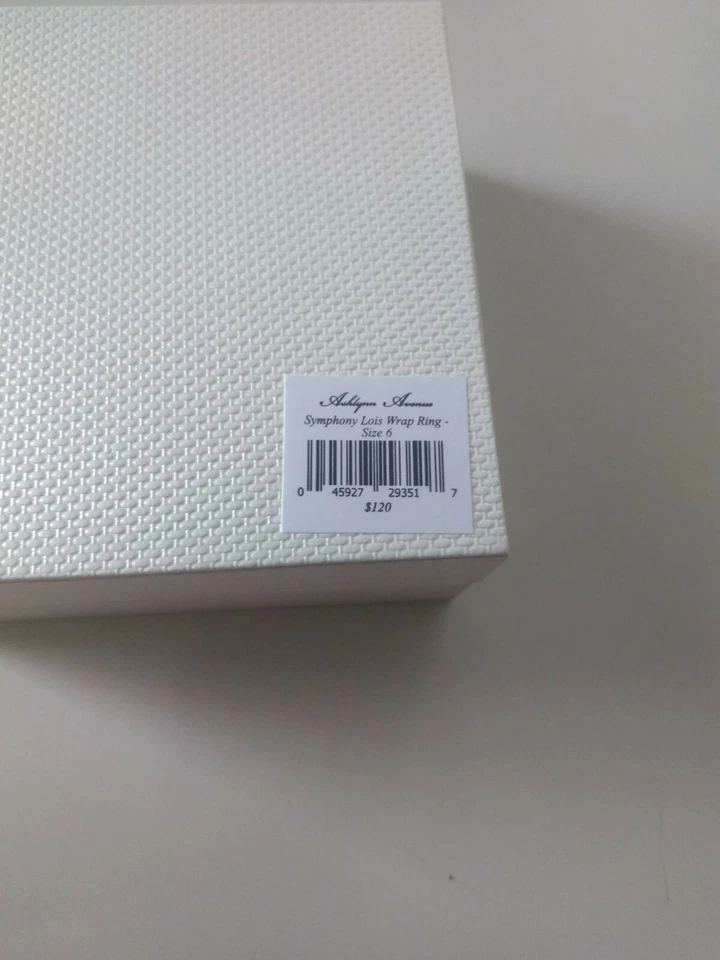 Ashlynn Avenue
Symphony Lois Wrap Ring -
Size 6
0 45927 29351 7
$120